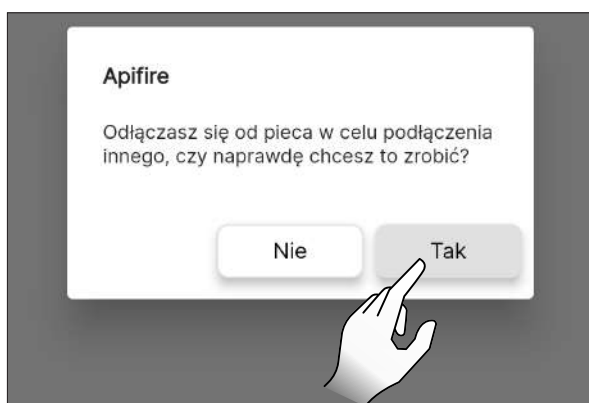 Apifire
Odłączasz się od pieca w celu podłączenia
innego, czy naprawdę chcesz to zrobić?
Nie
Tak